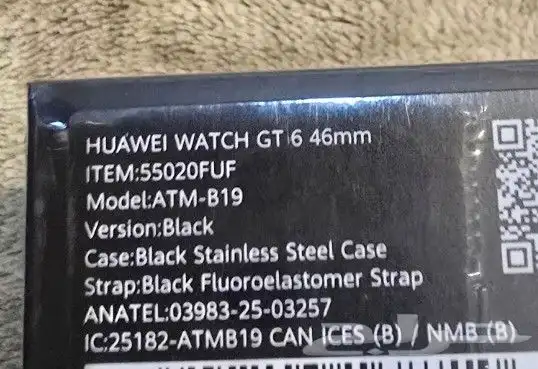 HUAWEI WATCH GT 6 46mm
ITEM:55020FUF
Model:ATM-B19
Version:Black
Case:Black Stainless Steel Case
Strap:Black Fluoroelastomer Strap
ANATEL:03983-25-03257
IC:25182-ATMB19 CAN ICES (B) / NMB (B)